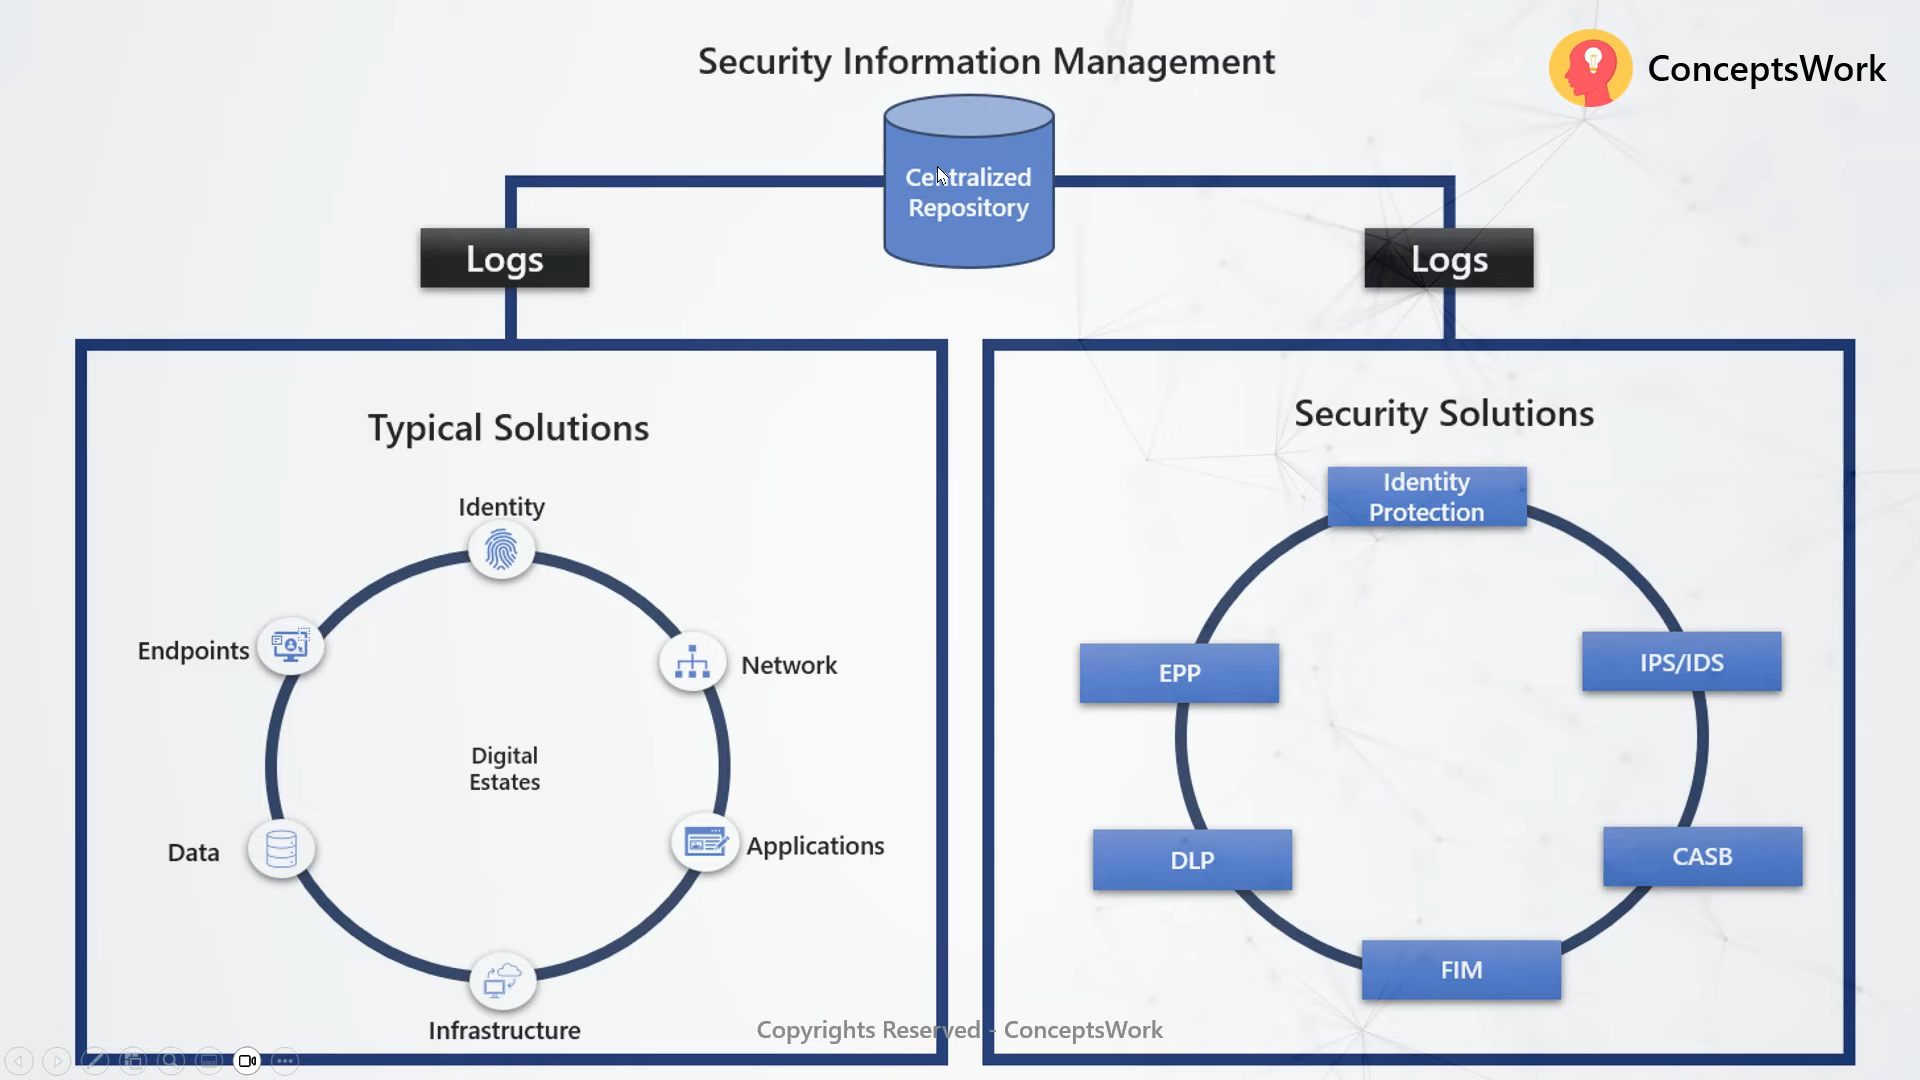 Security Information Management
ConceptsWork
Centralized
Repository
Logs
Logs
Typical Solutions
Identity
Endpoints
Network
Digital
Estates
Data
Applications
Infrastructure
Security Solutions
Identity
Protection
EPP
IPS/IDS
DLP
CASB
FIM
Copyrights Reserved - ConceptsWork